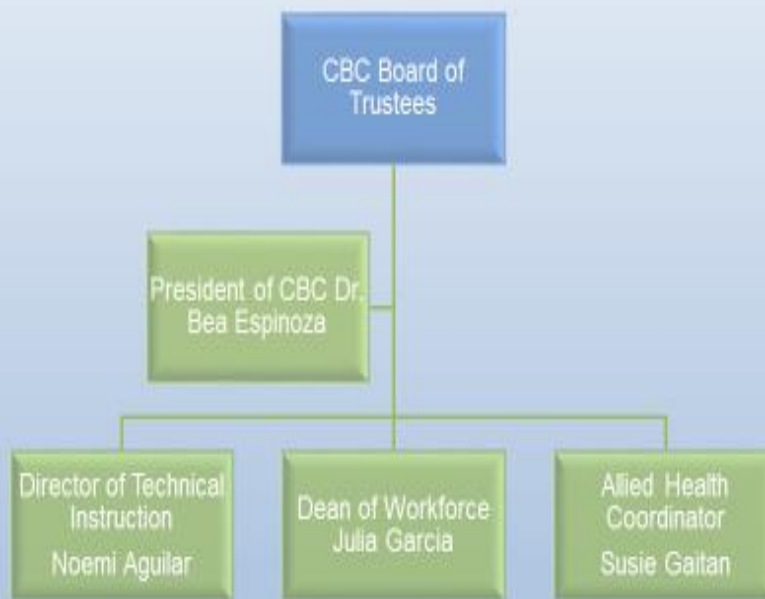 CBC Board of
Trustees
President of CBC Dr.
Bea Espinoza
Director of Technical
Instruction
Noemi Aguilar
Dean of Workforce
Julia Garcia
Allied Health
Coordinator
Susie Gaitan